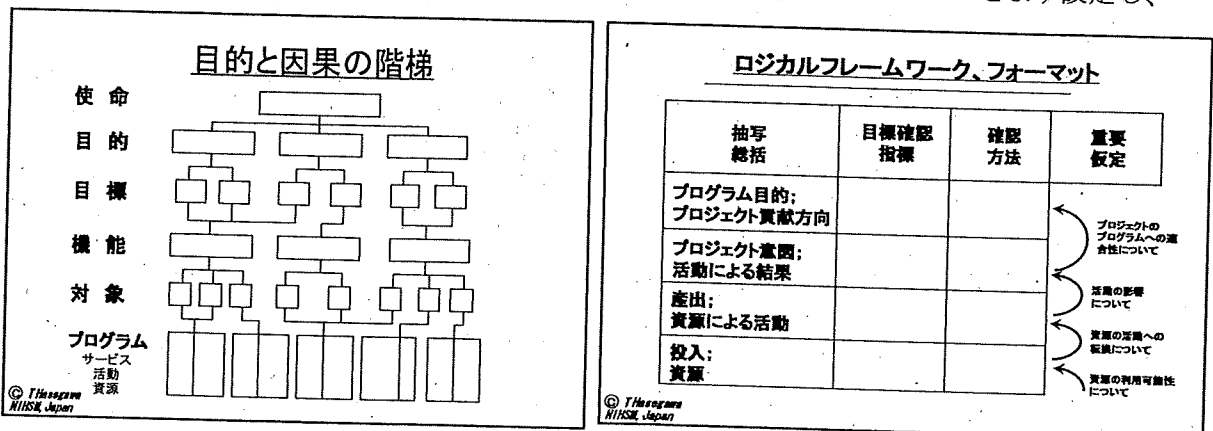 目的と因果の階梯
使命
目的
目標
機能
対象
プログラム
サービス
活動
資源
© T Hasegawa
NIHSM, Japan
ロジカルフレームワーク、フォーマット
抽写
総括
目標確認
指標
確認
方法
重要
仮定
プログラム目的;
プロジェクト貢献方向
プロジェクト意図;
活動による結果
産出;
資源による活動
投入;
資源
プロジェクトの
プログラムへの適
合性について
活動の影響
について
資源の活動への
転換について
資源の利用可能性
について
© T Hasegawa
NIHSM, Japan